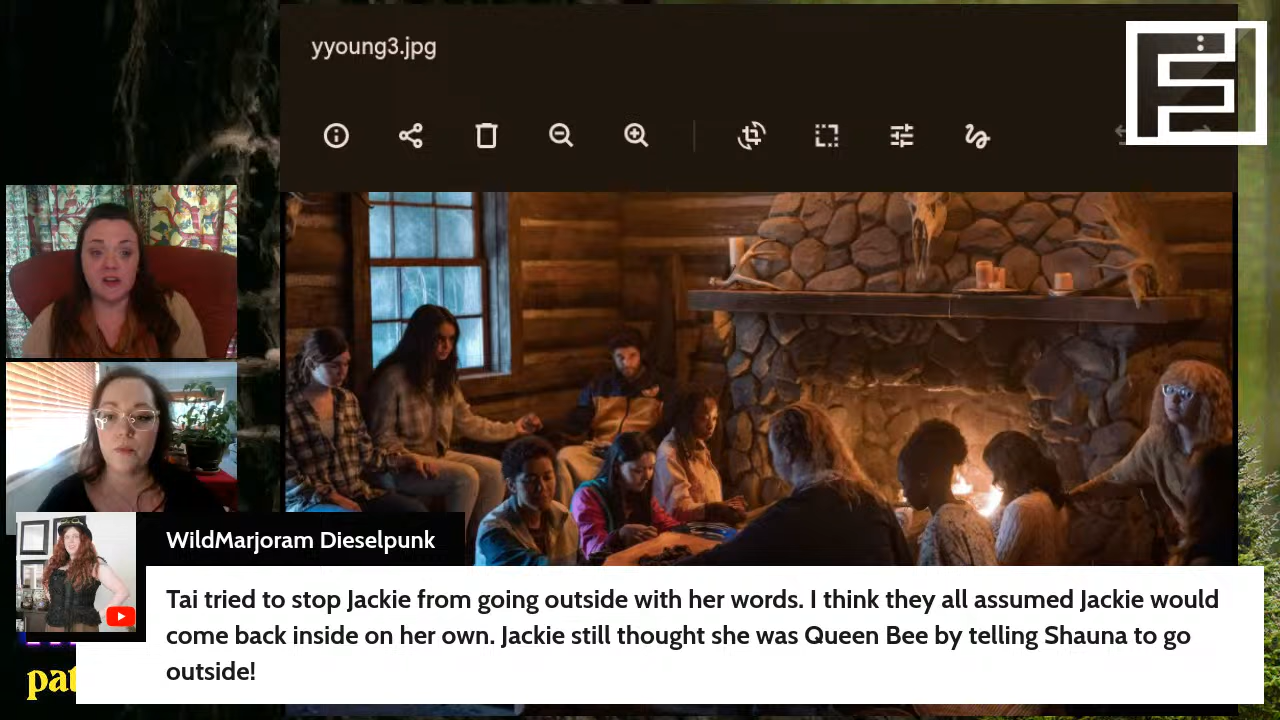 yyoung3.jpg
WildMarjoram Dieselpunk
Tai tried to stop Jackie from going outside with her words. I think they all assumed Jackie would
come back inside on her own. Jackie still thought she was Queen Bee by telling Shauna to go
outside!
pat